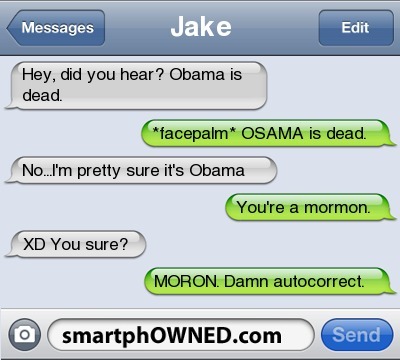 Messages
Jake
Edit
Hey, did you hear? Obama is
dead.
*facepalm* OSAMA is dead.
No...I'm pretty sure it's Obama
You're a mormon.
XD You sure?
MORON. Damn autocorrect.
smartphOWNED.com
Send